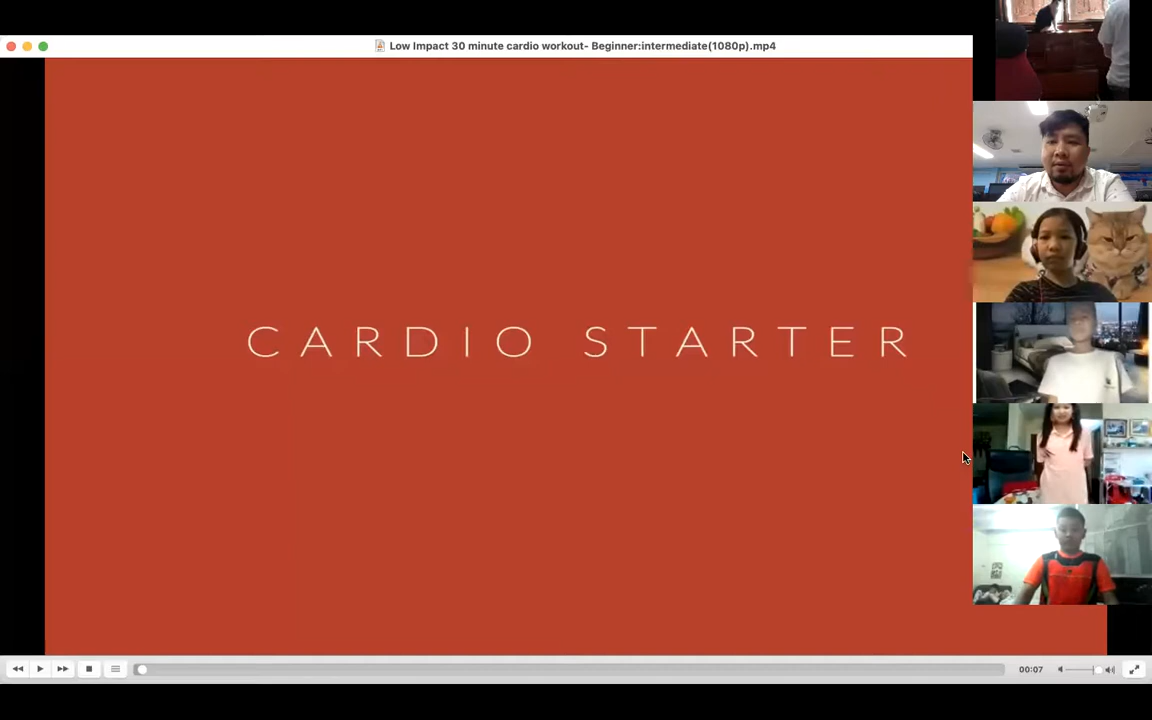 Low Impact 30 minute cardio workout- Beginner:intermediate(1080p).mp4
CARDIO STARTER
00:07